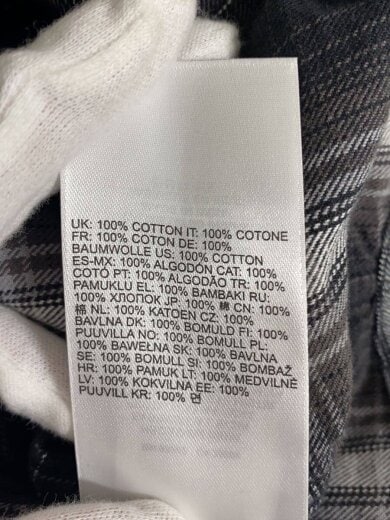 UK: 100% COTTON IT: 100% COTONE
FR: 100% COTON DE: 100%
BAUMWOLLE US: 100% COTTON
ES-MX: 100% ALGODÓN CAT: 100%
COTÓ PT: 100% ALGODÃO TR: 100%
PAMUKLU EL: 100% BAMBAKI RU:
100% ХЛОПОК JP: 100% 綿 CN: 100%
棉 NL: 100% KATOEN CZ: 100%
BAVLNA DK: 100% BOMULD FI: 100%
PUUVILLA NO: 100% BOMULL PL:
100% BAWEŁNA SK: 100% BAVLNA
SE: 100% BOMULL SI: 100% BOMBAŽ
HR: 100% PAMUK LT: 100% MEDVILNĖ
LV: 100% KOKVILNA EE: 100%
PUUVILL KR: 100% 면